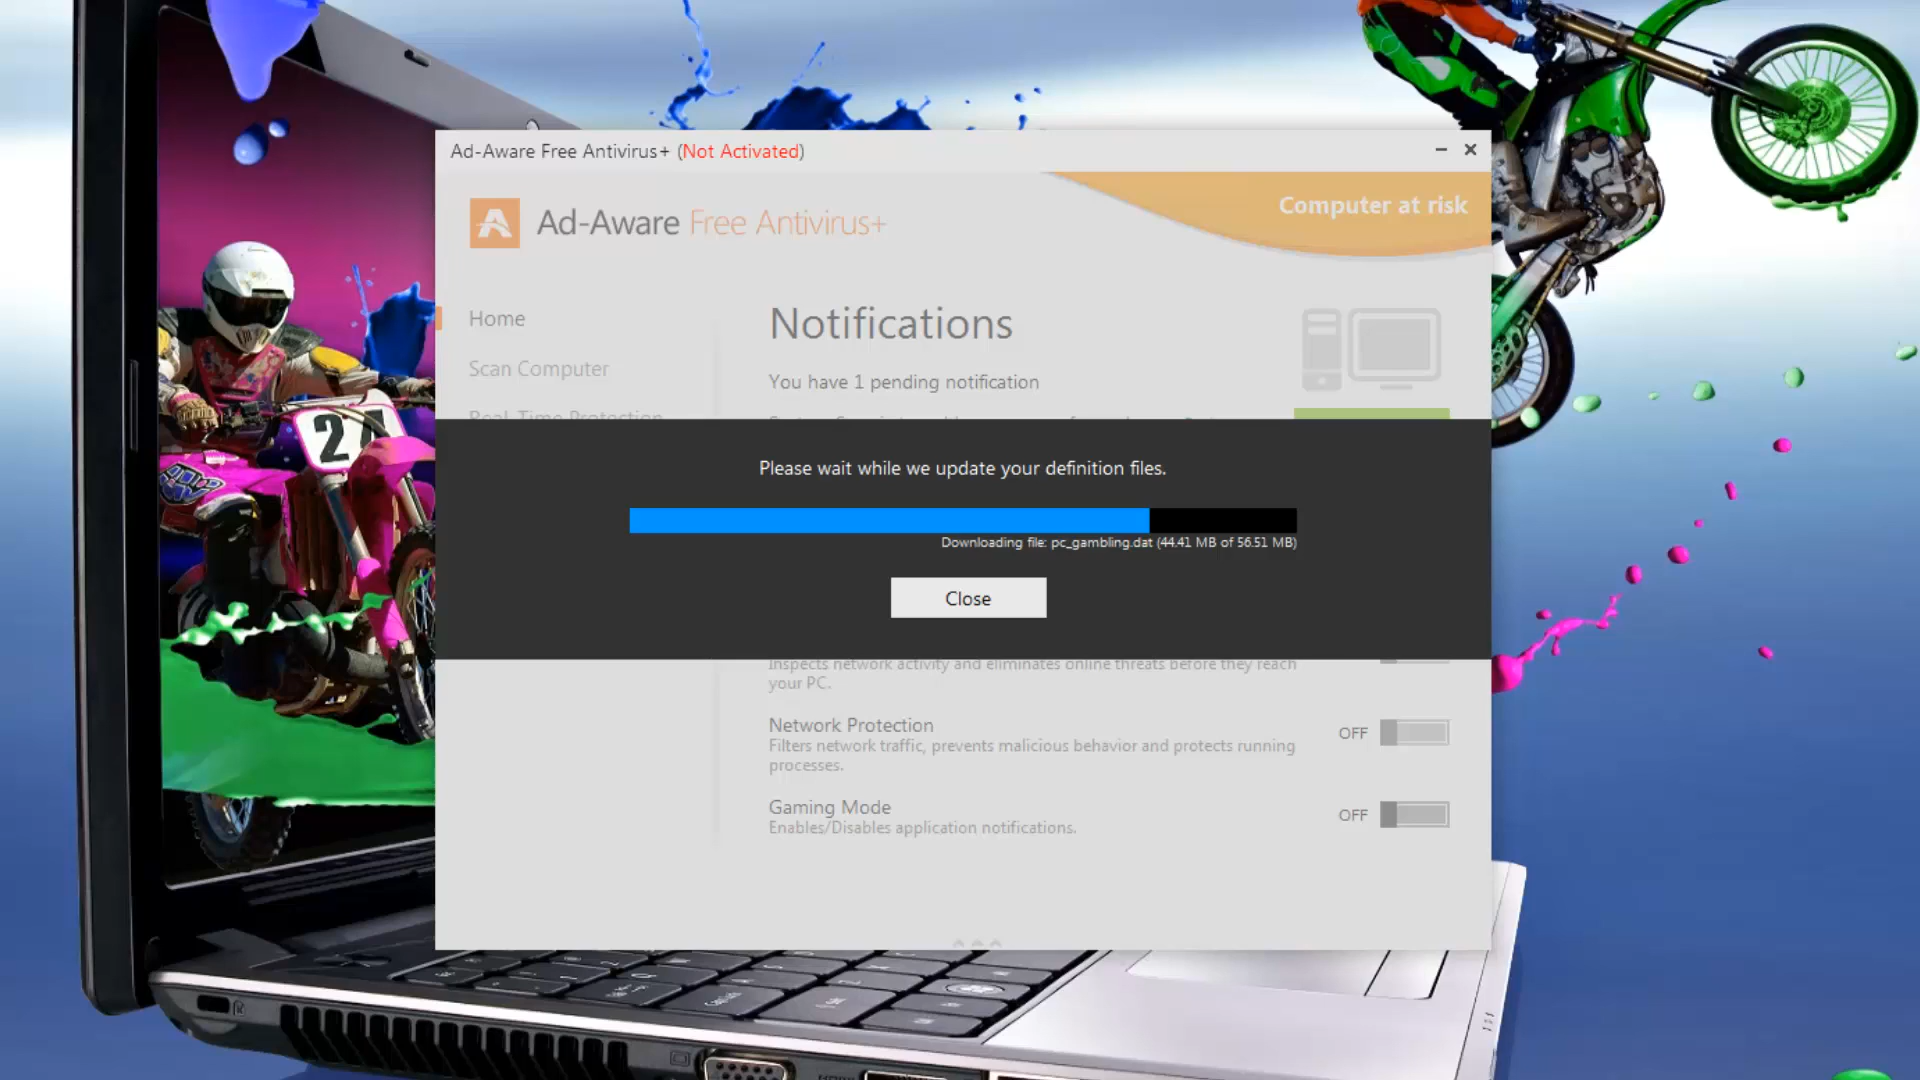 Ad-Aware Free Antivirus+ (Not Activated)
Computer at risk
Ad-Aware Free Antivirus+
Home
Scan Computer
Real-Time Protection
Notifications
You have 1 pending notification
Please wait while we update your definition files.
Downloading file: pc_gambling.dat (44.41 MB of 56.51 MB)
Close
Inspects network activity and eliminates online threats before they reach
your PC.
Network Protection
OFF
Filters network traffic, prevents malicious behavior and protects running
processes.
Gaming Mode
OFF
Enables/Disables application notifications.
24